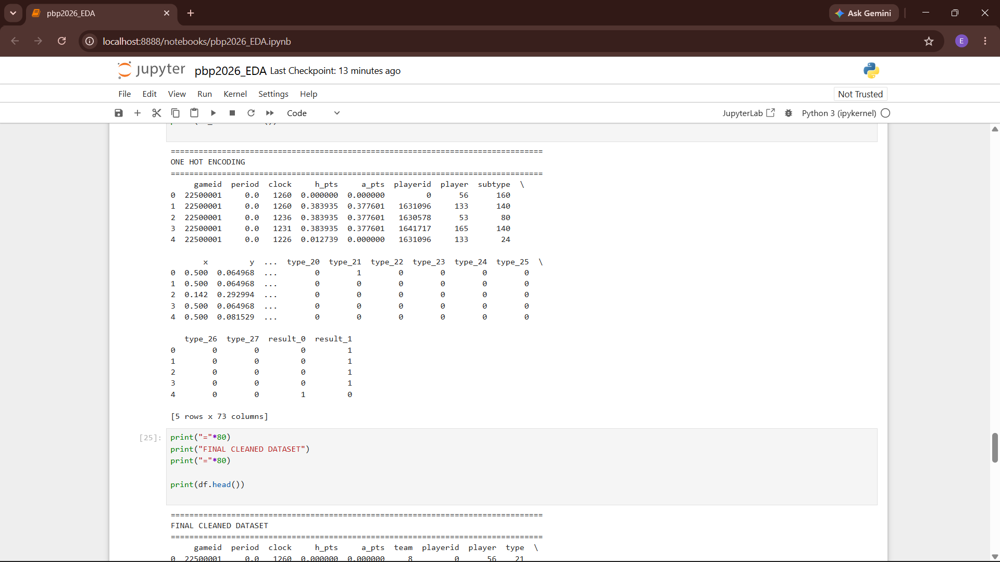 pbp2026_EDA
Ask Gemini
localhost:8888/notebooks/pbp2026_EDA.ipynb
E
jupyter pbp2026_EDA Last Checkpoint: 13 minutes ago
File Edit View Run Kernel Settings Help Not Trusted
Code JupyterLab Python 3 (ipykernel)
================================================================================
ONE HOT ENCODING
================================================================================
gameid period clock h_pts a_pts playerid player subtype \
0 22500001 0.0 1260 0.000000 0.000000 0 56 160
1 22500001 0.0 1260 0.383935 0.377601 1631096 133 140
2 22500001 0.0 1236 0.383935 0.377601 1630578 53 80
3 22500001 0.0 1231 0.383935 0.377601 1641717 165 140
4 22500001 0.0 1226 0.012739 0.000000 1631096 133 24
x y ... type_20 type_21 type_22 type_23 type_24 type_25 \
0 0.500 0.064968 ... 0 1 0 0 0 0
1 0.500 0.064968 ... 0 0 0 0 0 0
2 0.142 0.292994 ... 0 0 0 0 0 0
3 0.500 0.064968 ... 0 0 0 0 0 0
4 0.500 0.081529 ... 0 0 0 0 0 0
type_26 type_27 result_0 result_1
0 0 0 0 1
1 0 0 0 1
2 0 0 0 1
3 0 0 0 1
4 0 0 1 0
[5 rows x 73 columns]
[25]: print("="*80)
print("FINAL CLEANED DATASET")
print("="*80)
print(df.head())
================================================================================
FINAL CLEANED DATASET
================================================================================
gameid period clock h_pts a_pts team playerid player type \
0 22500001 0.0 1260 0.000000 0.000000 8 0 56 21